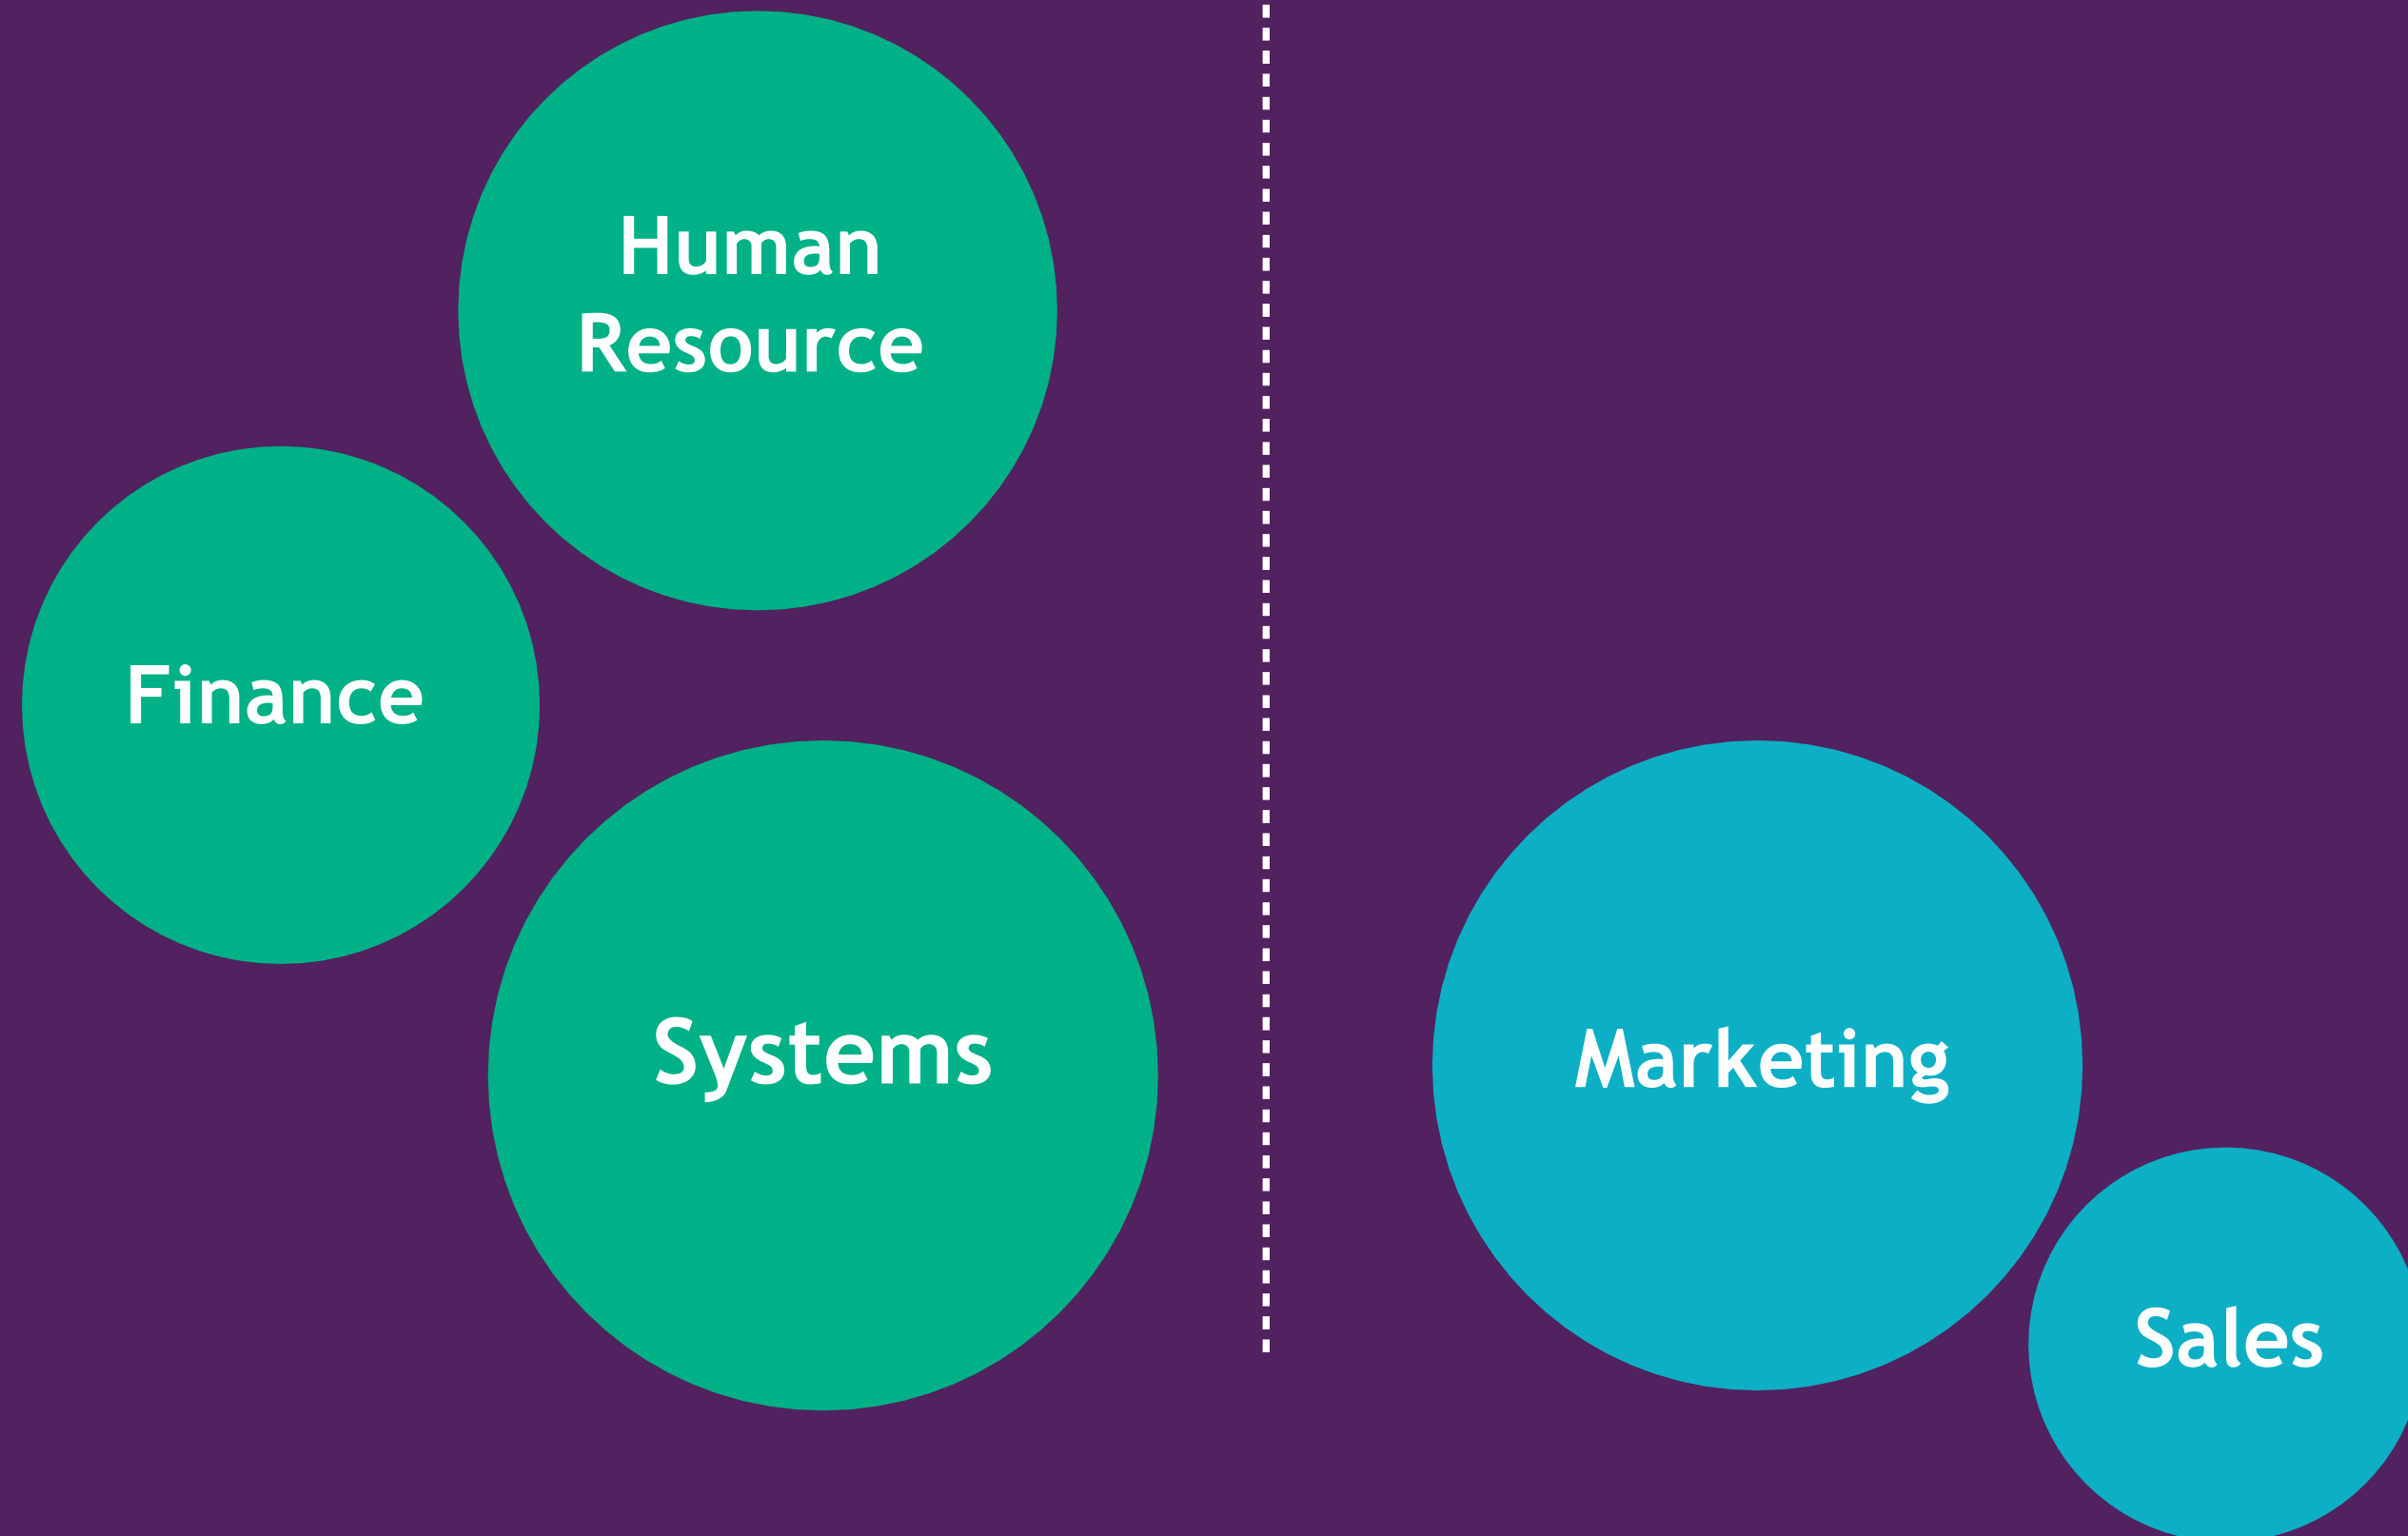 Human
Resource
Finance
Systems
Marketing
Sales